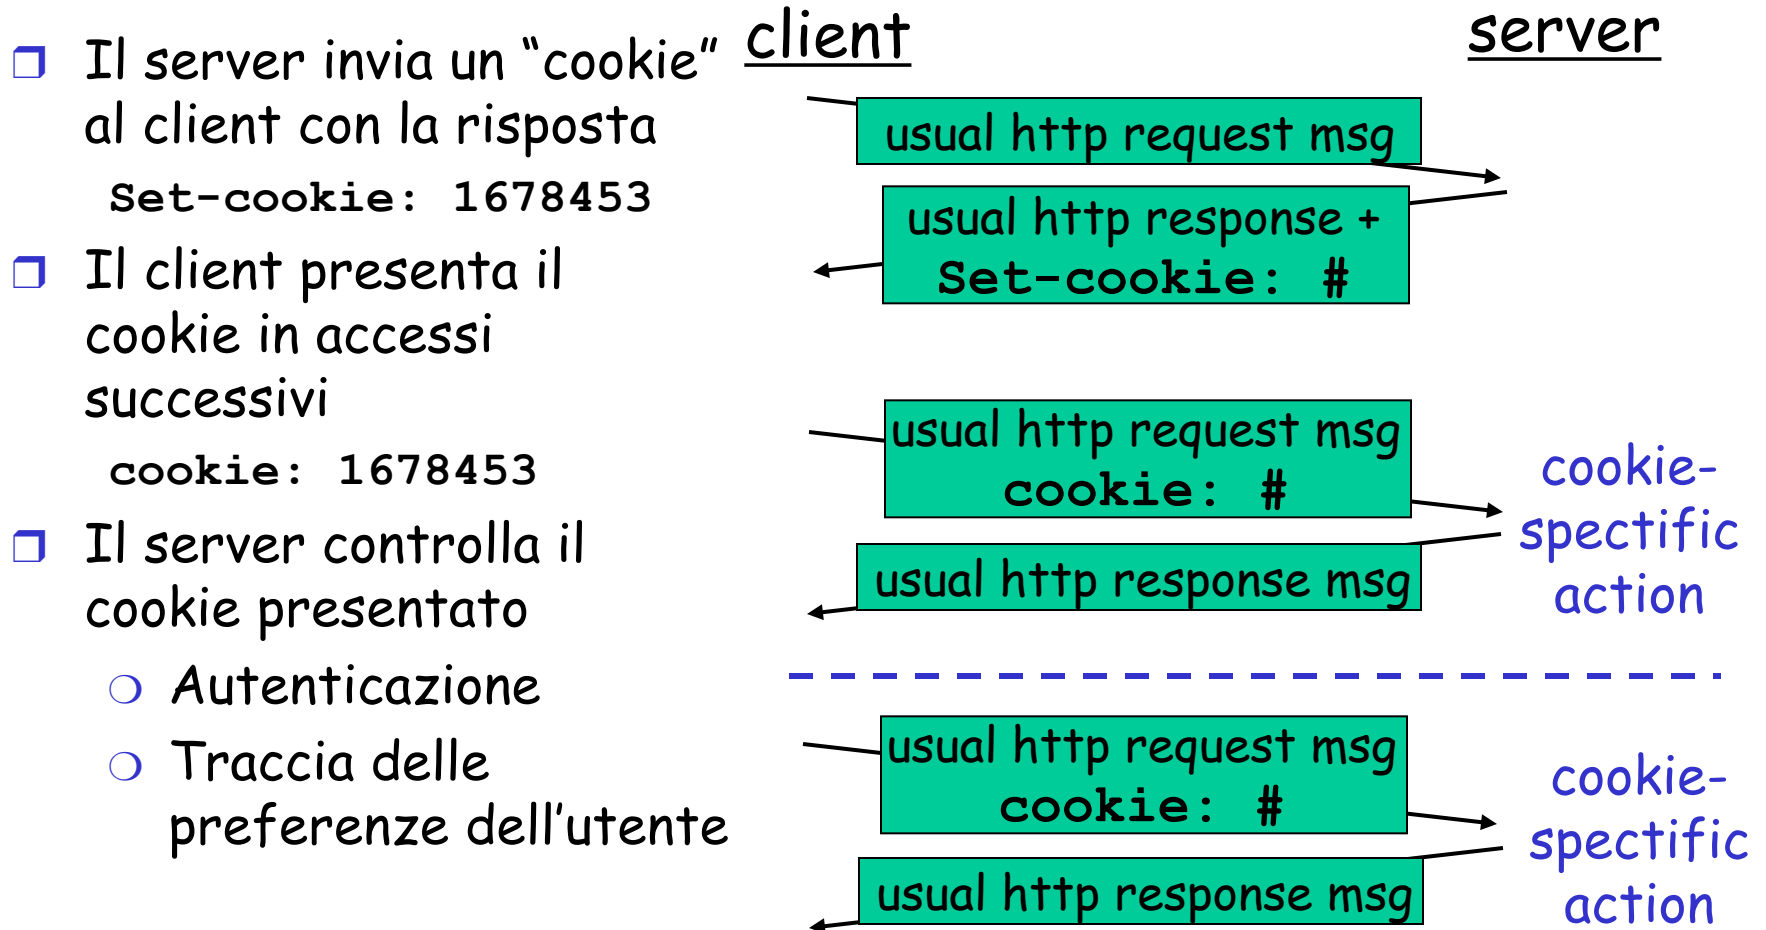 Il server invia un “cookie”
al client con la risposta
Set-cookie: 1678453
Il client presenta il
cookie in accessi
successivi
cookie: 1678453
Il server controlla il
cookie presentato
Autenticazione
Traccia delle
preferenze dell’utente
client
server
usual http request msg
usual http response +
Set-cookie: #
usual http request msg
cookie: #
usual http response msg
cookie-
spectific
action
usual http request msg
cookie: #
usual http response msg
cookie-
spectific
action